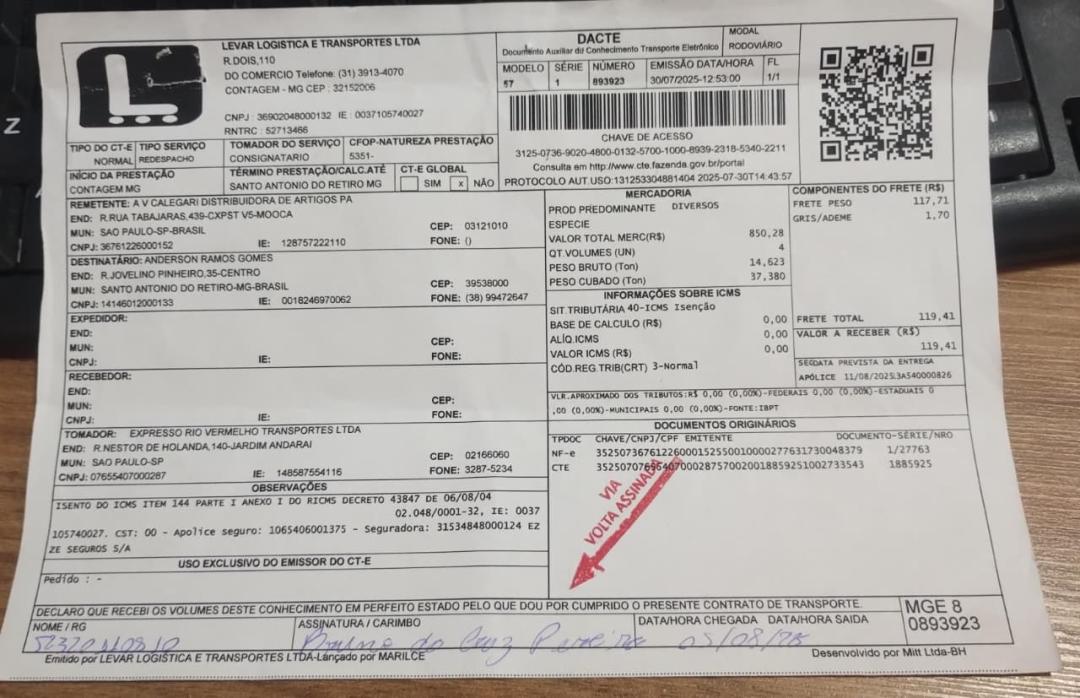 LEVAR LOGISTICA E TRANSPORTES LTDA
R.DOIS,110
DO COMERCIO Telefone: (31) 3913-4070
CONTAGEM - MG CEP : 32152006
CNPJ : 36902048000132 IE : 0037105740027
RNTRC : 52713466
DACTE
Documento Auxiliar de Conhecimento Transporte Eletrônico
MODAL
RODOVIÁRIO
MODELO SÉRIE NÚMERO EMISSÃO DATA/HORA FL
57 1 893923 30/07/2025-12:53:00 1/1
CHAVE DE ACESSO
3125-0736-9020-4800-0132-5700-1000-8939-2318-5340-2211
Consulta em http://www.cte.fazenda.gov.br/portal
PROTOCOLO AUT.USO:131253304881404 2025-07-30T14:43:57
TIPO DO CT-E TIPO SERVIÇO TOMADOR DO SERVIÇO CFOP-NATUREZA PRESTAÇÃO
NORMAL REDESPACHO CONSIGNATARIO 5351-
INÍCIO DA PRESTAÇÃO TÉRMINO PRESTAÇÃO/CALC.ATÉ CT-E GLOBAL
CONTAGEM MG SANTO ANTONIO DO RETIRO MG SIM x NÃO
REMETENTE: A V CALEGARI DISTRIBUIDORA DE ARTIGOS PA
END: R.RUA TABAJARAS,439-CXPST V5-MOOCA
MUN: SAO PAULO-SP-BRASIL CEP: 03121010
CNPJ: 36761226000152 IE: 128757222110 FONE: ()
DESTINATÁRIO: ANDERSON RAMOS GOMES
END: R.JOVELINO PINHEIRO,35-CENTRO
MUN: SANTO ANTONIO DO RETIRO-MG-BRASIL CEP: 39538000
CNPJ: 14146012000133 IE: 0018246970062 FONE: (38) 99472647
EXPEDIDOR:
END:
MUN: CEP:
CNPJ: IE: FONE:
RECEBEDOR:
END:
MUN: CEP:
CNPJ: IE: FONE:
TOMADOR: EXPRESSO RIO VERMELHO TRANSPORTES LTDA
END: R.NESTOR DE HOLANDA,140-JARDIM ANDARAI
MUN: SAO PAULO-SP CEP: 02166060
CNPJ: 07655407000287 IE: 148587554116 FONE: 3287-5234
OBSERVAÇÕES
ISENTO DO ICMS ITEM 144 PARTE I ANEXO I DO RICMS DECRETO 43847 DE 06/08/04
02.048/0001-32, IE: 0037
105740027. CST: 00 - Apolice seguro: 1065406001375 - Seguradora: 31534848000124 EZ
ZE SEGUROS S/A
USO EXCLUSIVO DO EMISSOR DO CT-E
Pedido : -
MERCADORIA
PROD PREDOMINANTE DIVERSOS
ESPECIE
VALOR TOTAL MERC(R$) 850,28
QT.VOLUMES (UN) 4
PESO BRUTO (Ton) 14,623
PESO CUBADO (Ton) 37,380
INFORMAÇÕES SOBRE ICMS
SIT.TRIBUTÁRIA 40-ICMS Isenção
BASE DE CALCULO (R$) 0,00
ALÍQ.ICMS 0,00
VALOR ICMS (R$) 0,00
CÓD.REG.TRIB(CRT) 3-Normal
COMPONENTES DO FRETE (R$)
FRETE PESO 117,71
GRIS/ADEME 1,70
FRETE TOTAL 119,41
VALOR A RECEBER (R$)
119,41
PREVISTA DA ENTREGA
APÓLICE 11/08/2025
VLR.APROXIMADO DOS TRIBUTOS:R$ 0,00 (0,00%)-FEDERAIS 0,00 (0,00%)-ESTADUAIS 0
,00 (0,00%)-MUNICIPAIS 0,00 (0,00%)-FONTE:IBPT
DOCUMENTOS ORIGINÁRIOS
TPDOC CHAVE/CNPJ/CPF EMITENTE DOCUMENTO-SÉRIE/NRO
NF-e 35250736761226000152550010000277631730048379 1/27763
CTE 1885925
VIA
VOLTA ASSINADA
DECLARO QUE RECEBI OS VOLUMES DESTE CONHECIMENTO EM PERFEITO ESTADO PELO QUE DOU POR CUMPRIDO O PRESENTE CONTRATO DE TRANSPORTE.
NOME / RG ASSINATURA / CARIMBO DATA/HORA CHEGADA DATA/HORA SAIDA
MGE 8
0893923
Emitido por LEVAR LOGISTICA E TRANSPORTES LTDA-Lançado por MARILCE
Desenvolvido por Mitt Ltda-BH
Z